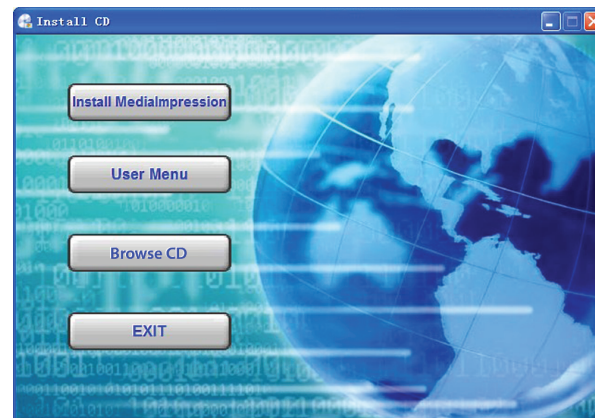 Install CD
Install MediaImpression
User Menu
Browse CD
EXIT